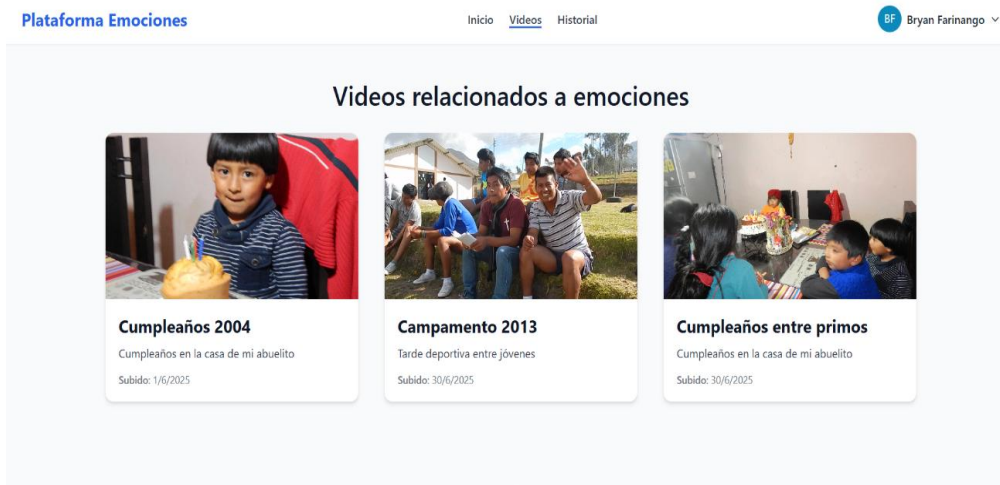 Plataforma Emociones
Inicio Videos Historial
BF Bryan Farinango
Videos relacionados a emociones
Cumpleaños 2004
Cumpleaños en la casa de mi abuelito
Subido: 1/6/2025
Campamento 2013
Tarde deportiva entre jóvenes
Subido: 30/6/2025
Cumpleaños entre primos
Cumpleaños en la casa de mi abuelito
Subido: 30/6/2025